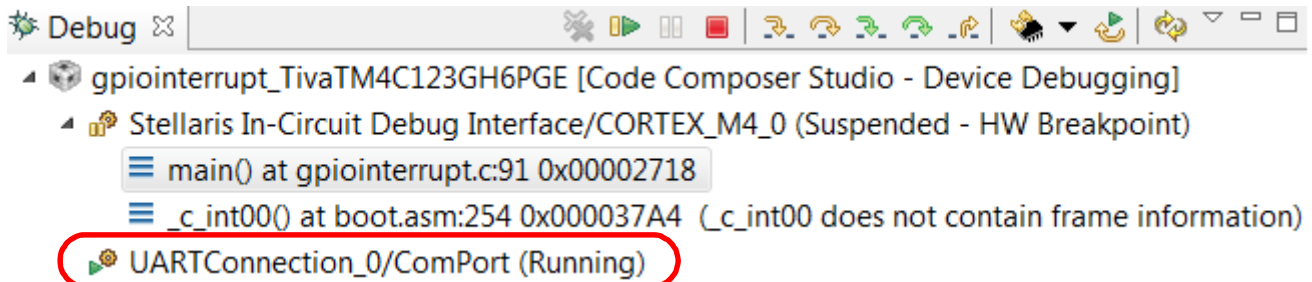 Debug
gpiointerrupt_TivaTM4C123GH6PGE [Code Composer Studio - Device Debugging]
Stellaris In-Circuit Debug Interface/CORTEX_M4_0 (Suspended - HW Breakpoint)
main() at gpiointerrupt.c:91 0x00002718
_c_int00() at boot.asm:254 0x000037A4 (_c_int00 does not contain frame information)
UARTConnection_0/ComPort (Running)